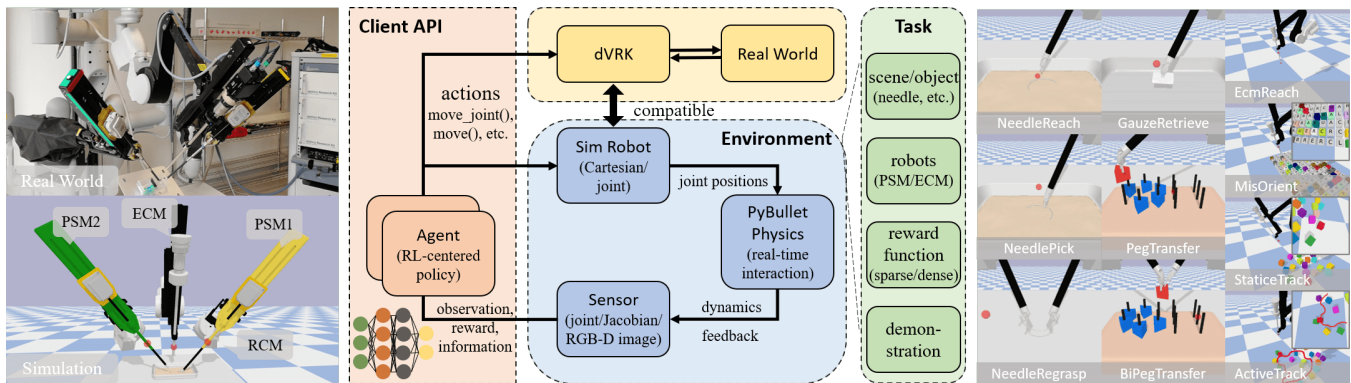 Real World
PSM2
ECM
PSM1
RCM
Simulation
Client API
actions
move_joint(),
move(), etc.
Agent
(RL-centered
policy)
observation,
reward,
information
dVRK
Real World
compatible
Environment
Sim Robot
(Cartesian/
joint)
joint positions
PyBullet
Physics
(real-time
interaction)
Sensor
(joint/Jacobian/
RGB-D image)
dynamics
feedback
Task
scene/object
(needle, etc.)
robots
(PSM/ECM)
reward
function
(sparse/dense)
demon-
stration
NeedleReach
GauzeRetrieve
EcmReach
NeedlePick
PegTransfer
MisOrient
StaticeTrack
NeedleRegrasp
BiPegTransfer
ActiveTrack